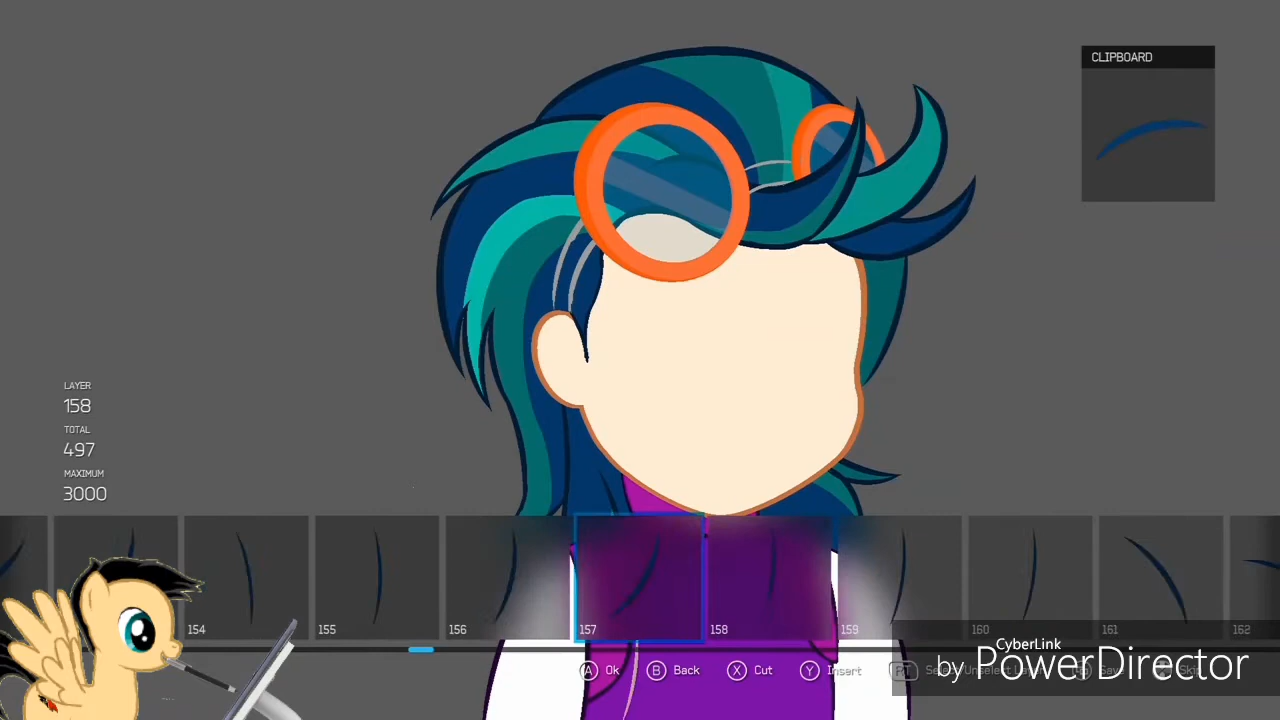 CLIPBOARD
LAYER
158
TOTAL
497
MAXIMUM
3000
154
155
156
157
158
159
160
161
162
A Ok
B Back
X Cut
Y Insert
CyberLink
by PowerDirector